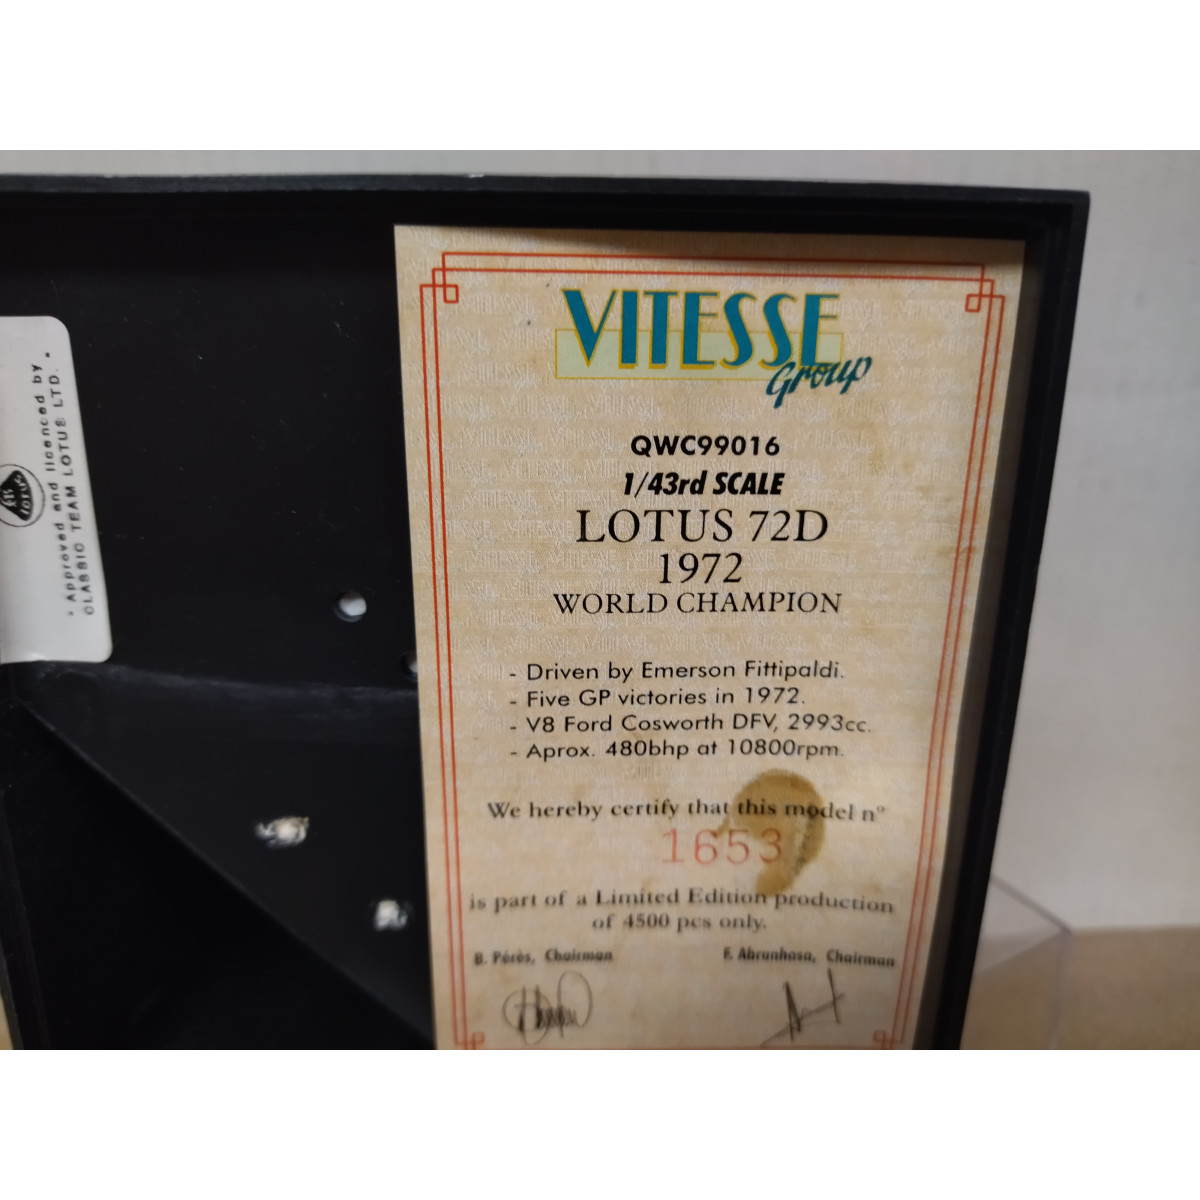 * Approved and licenced by
CLASSIC TEAM LOTUS LTD.
LOTUS
VITESSE
Group
QWC99016
1/43rd SCALE
LOTUS 72D
1972
WORLD CHAMPION
- Driven by Emerson Fittipaldi.
- Five GP victories in 1972.
- V8 Ford Cosworth DFV, 2993cc.
- Aprox. 480bhp at 10800rpm.
We hereby certify that this model nº
1653
is part of a Limited Edition production
of 4500 pcs only.
B. Pérès, Chairman
F. Abrunhosa, Chairman